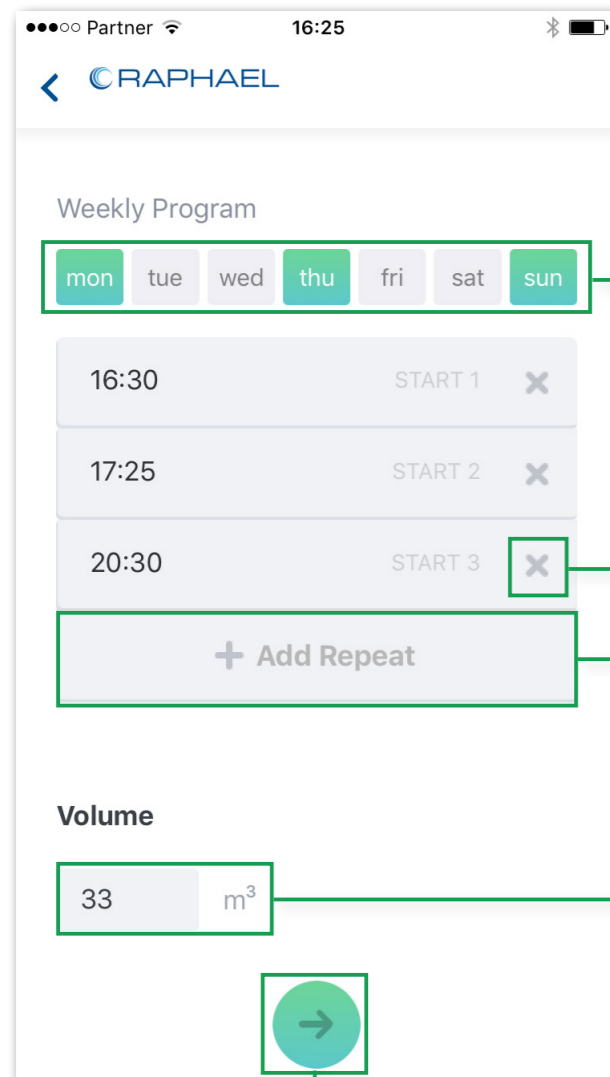 Partner 16:25
RAPHAEL
Weekly Program
mon tue wed thu fri sat sun
16:30 START 1
17:25 START 2
20:30 START 3
+ Add Repeat
Volume
33 m³